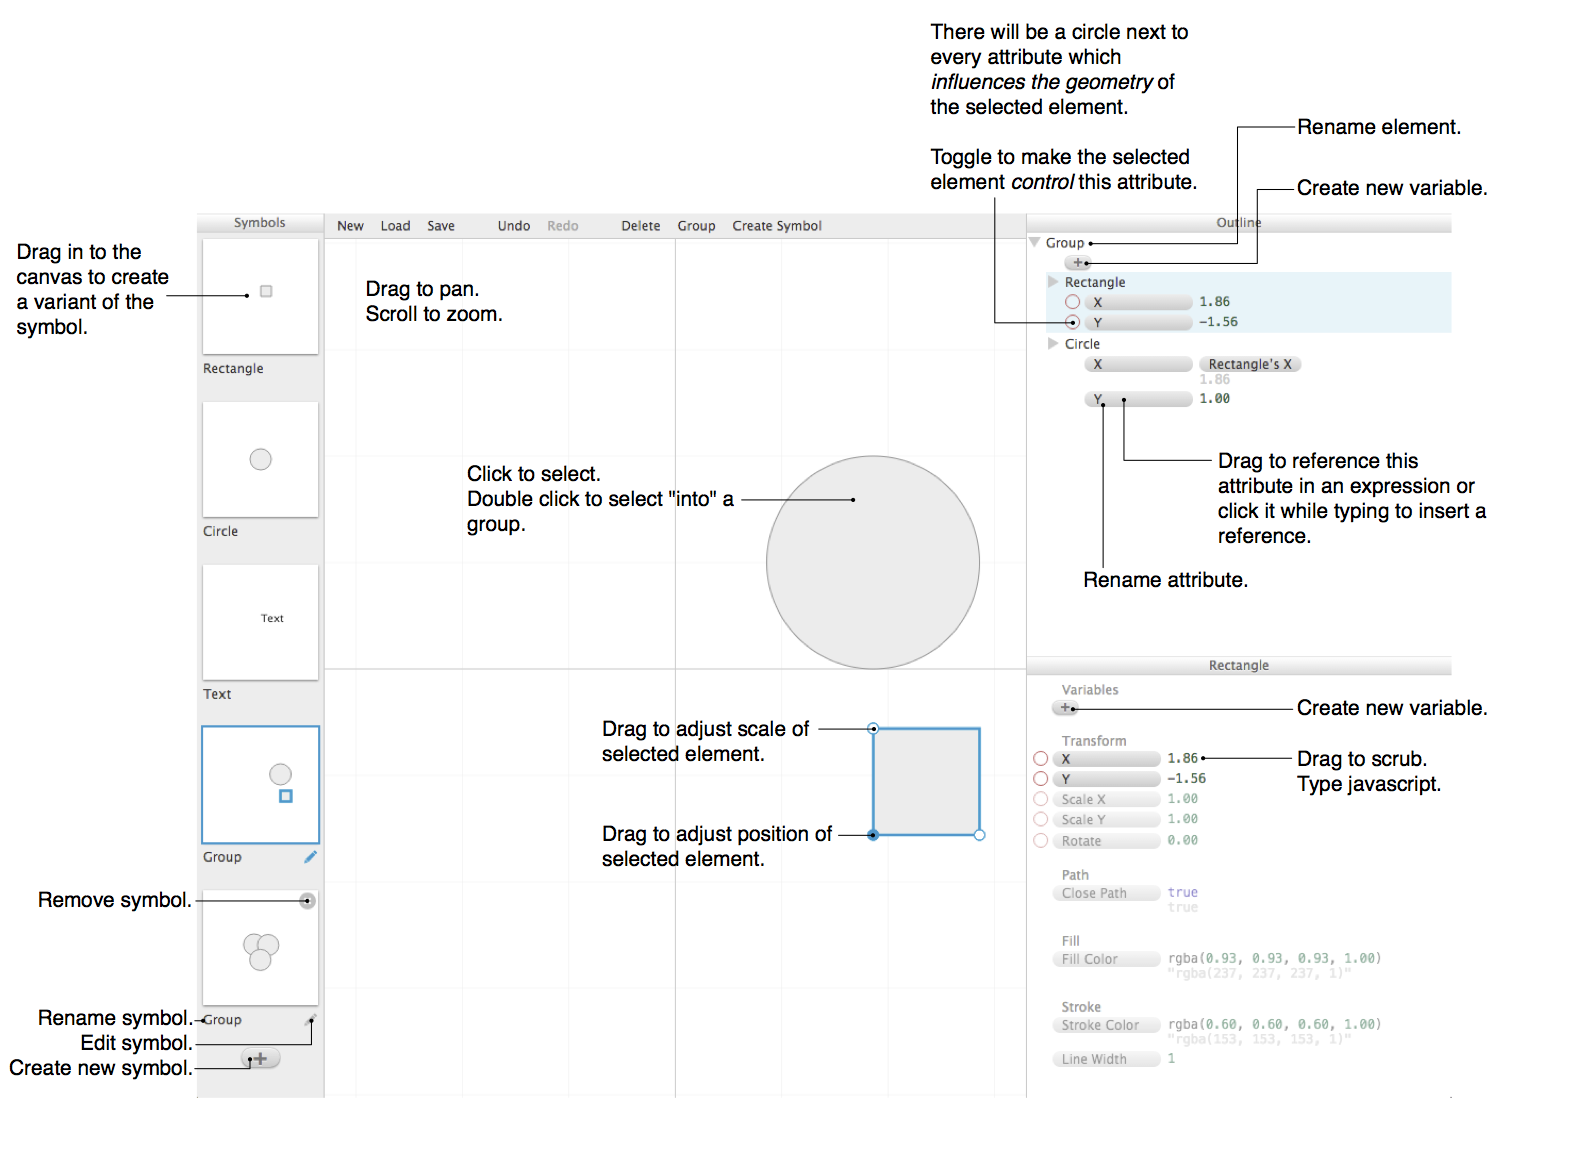 There will be a circle next to
every attribute which
influences the geometry of
the selected element.
Rename element.
Toggle to make the selected
element control this attribute.
Create new variable.
Symbols
New Load Save Undo Redo Delete Group Create Symbol
Outline
Drag in to the
canvas to create
a variant of the
symbol.
Rectangle
Circle
Text
Text
Group
Remove symbol.
Rename symbol.
Group
Edit symbol.
Create new symbol.
Drag to pan.
Scroll to zoom.
Click to select.
Double click to select "into" a
group.
Drag to adjust scale of
selected element.
Drag to adjust position of
selected element.
Group
Rectangle
X 1.86
Y -1.56
Circle
X Rectangle's X
1.86
Y 1.00
Drag to reference this
attribute in an expression or
click it while typing to insert a
reference.
Rename attribute.
Rectangle
Variables
Create new variable.
Transform
X 1.86
Y -1.56
Drag to scrub.
Type javascript.
Scale X 1.00
Scale Y 1.00
Rotate 0.00
Path
Close Path true
true
Fill
Fill Color rgba(0.93, 0.93, 0.93, 1.00)
"rgba(237, 237, 237, 1)"
Stroke
Stroke Color rgba(0.60, 0.60, 0.60, 1.00)
"rgba(153, 153, 153, 1)"
Line Width 1